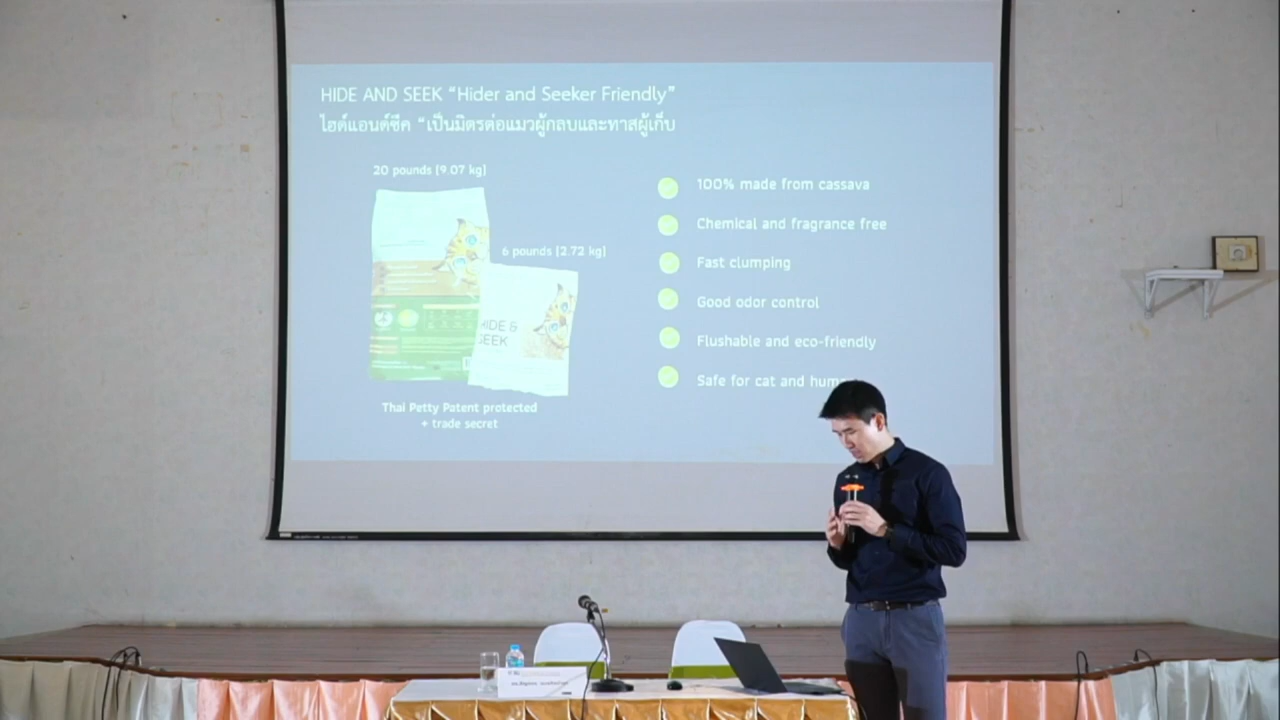 HIDE AND SEEK “Hider and Seeker Friendly”
ไฮด์แอนด์ซีค “เป็นมิตรต่อแมวผู้กลบและทาสผู้เก็บ
20 pounds [9.07 kg]
6 pounds [2.72 kg]
HIDE &
SEEK
Thai Petty Patent protected
+ trade secret
100% made from cassava
Chemical and fragrance free
Fast clumping
Good odor control
Flushable and eco-friendly
Safe for cat and hum